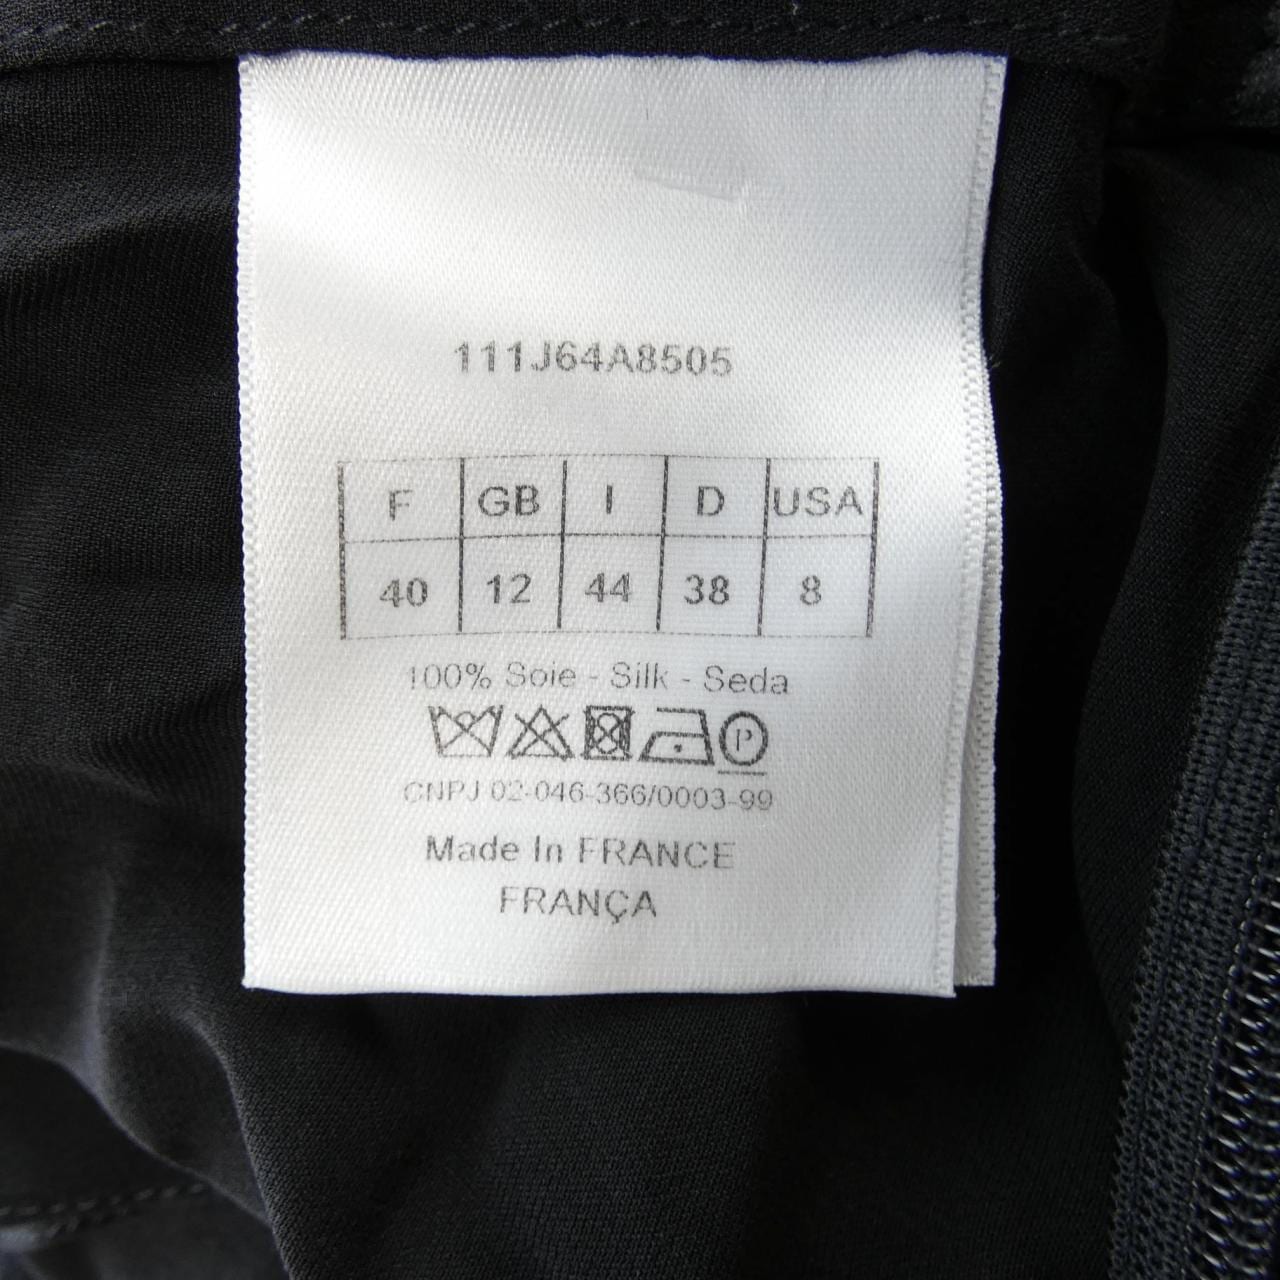 111J64A8505
F GB I D USA
40 12 44 38 8
100% Soie - Silk - Seda
P
CNPJ 02-046-366/0003-99
Made In FRANCE
FRANÇA